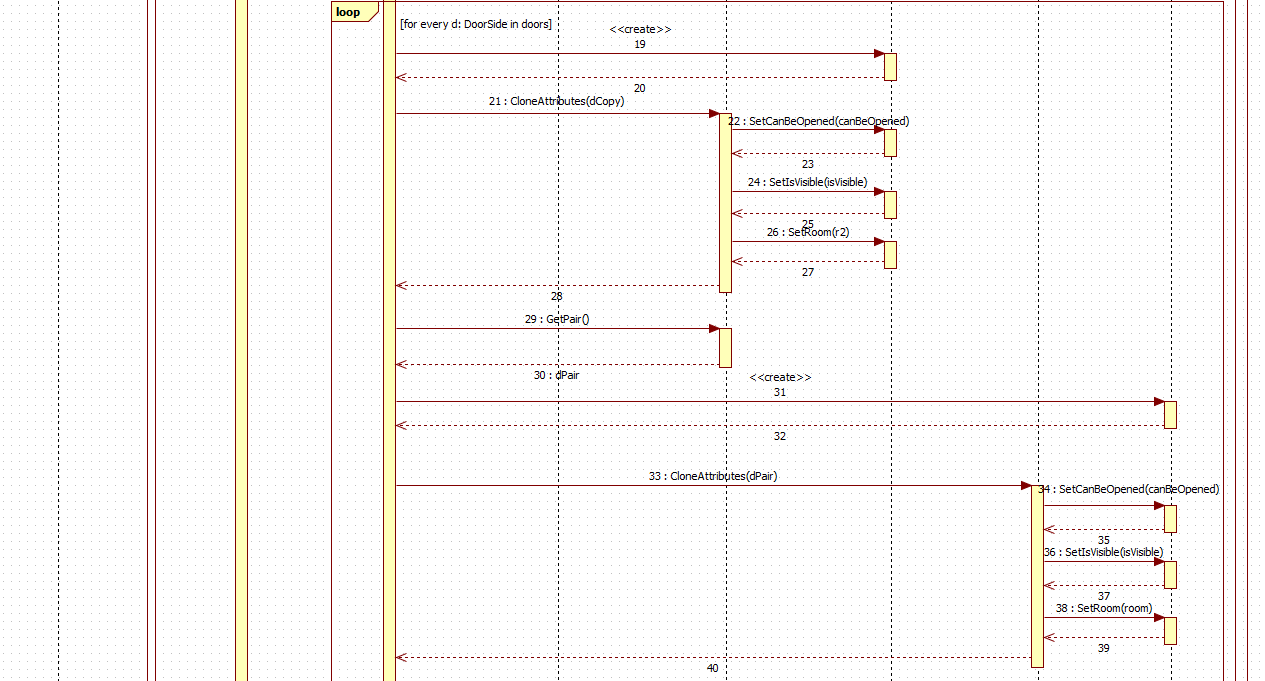 loop
[for every d: DoorSide in doors]
<<create>>
19
20
21 : CloneAttributes(dCopy)
22 : SetCanBeOpened(canBeOpened)
23
24 : SetIsVisible(isVisible)
25
26 : SetRoom(r2)
27
28
29 : GetPair()
30 : dPair
<<create>>
31
32
33 : CloneAttributes(dPair)
34 : SetCanBeOpened(canBeOpened)
35
36 : SetIsVisible(isVisible)
37
38 : SetRoom(room)
39
40